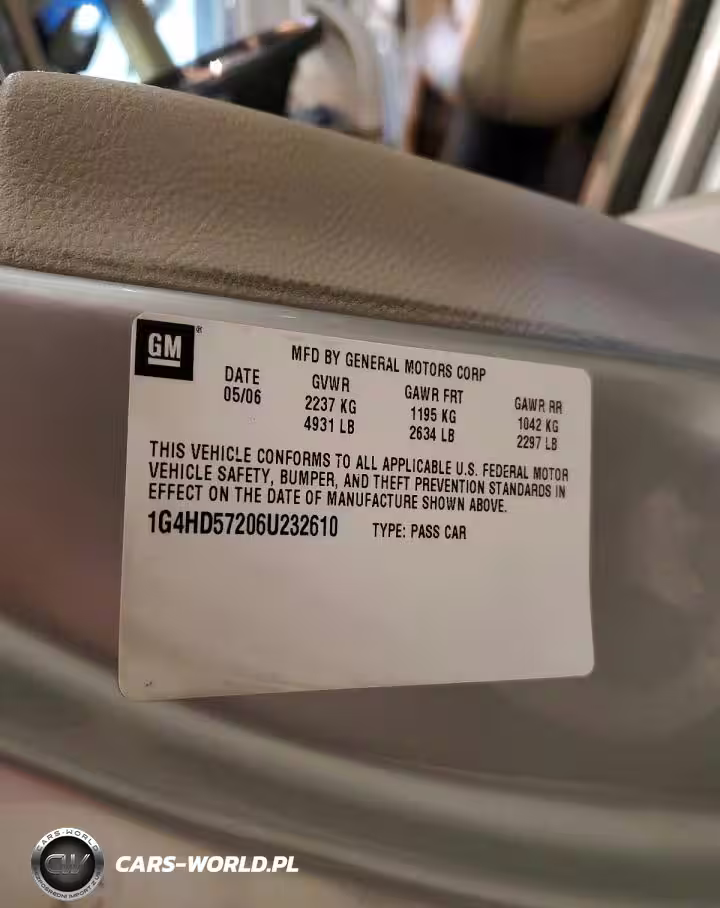 GM®
MFD BY GENERAL MOTORS CORP
DATE GVWR GAWR FRT GAWR RR
05/06 2237 KG 1195 KG 1042 KG
4931 LB 2634 LB 2297 LB
THIS VEHICLE CONFORMS TO ALL APPLICABLE U.S. FEDERAL MOTOR
VEHICLE SAFETY, BUMPER, AND THEFT PREVENTION STANDARDS IN
EFFECT ON THE DATE OF MANUFACTURE SHOWN ABOVE.
1G4HD57206U232610 TYPE: PASS CAR
CARS-WORLD
CW
CARS-WORLD.PL